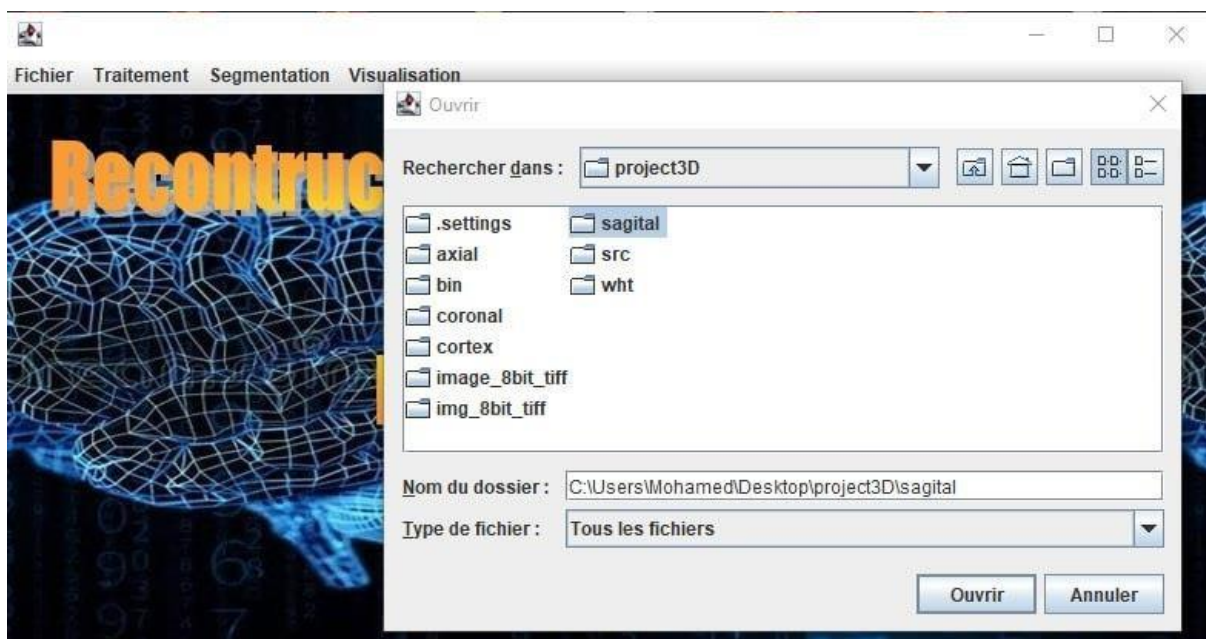 Fichier Traitement Segmentation Visualisation
Ouvrir
Recontruc
Rechercher dans : project3D
.settings sagital
axial src
bin wht
coronal
cortex
image_8bit_tiff
img_8bit_tiff
Nom du dossier : C:\Users\Mohamed\Desktop\project3D\sagital
Type de fichier : Tous les fichiers
Ouvrir Annuler